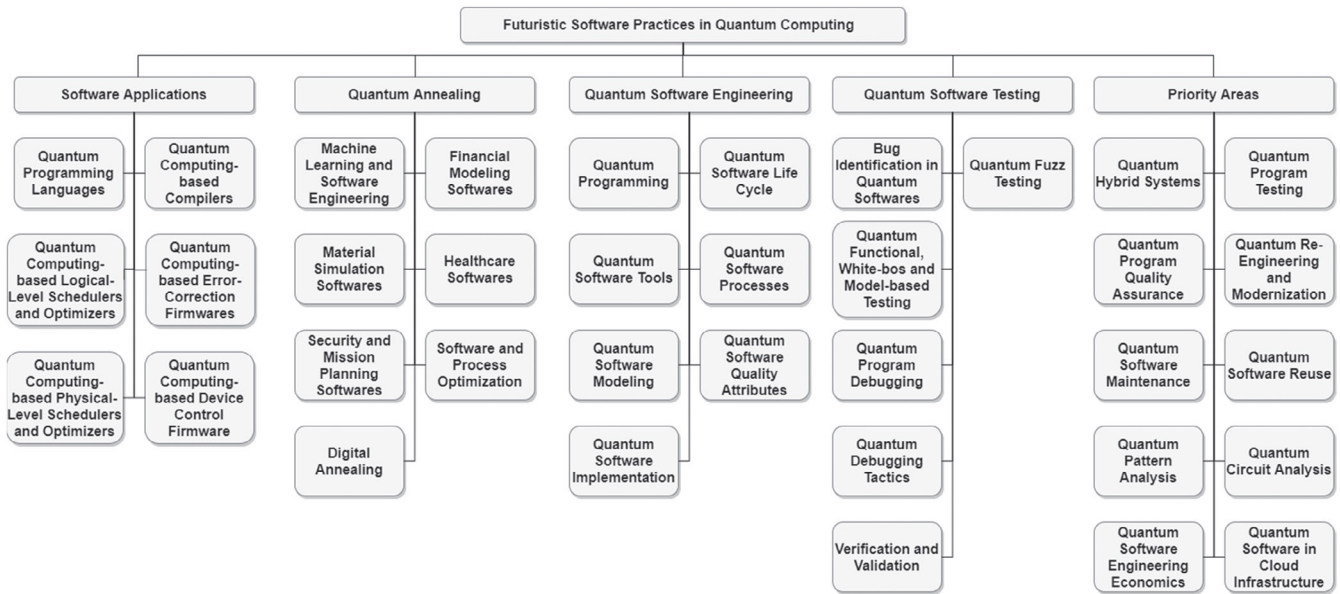 Futuristic Software Practices in Quantum Computing
Software Applications
Quantum
Programming
Languages
Quantum
Computing-
based
Compilers
Quantum
Computing-
based Logical-
Level Schedulers
and Optimizers
Quantum
Computing-
based Error-
Correction
Firmwares
Quantum
Computing-
based Physical-
Level Schedulers
and Optimizers
Quantum
Computing-
based Device
Control
Firmware
Quantum Annealing
Machine
Learning and
Software
Engineering
Financial
Modeling
Softwares
Material
Simulation
Softwares
Healthcare
Softwares
Security and
Mission
Planning
Softwares
Software and
Process
Optimization
Digital
Annealing
Quantum Software Engineering
Quantum
Programming
Quantum
Software Life
Cycle
Quantum
Software Tools
Quantum
Software
Processes
Quantum
Software
Modeling
Quantum
Software
Quality
Attributes
Quantum
Software
Implementation
Quantum Software Testing
Bug
Identification in
Quantum
Softwares
Quantum Fuzz
Testing
Quantum
Functional,
White-bos and
Model-based
Testing
Quantum
Program
Debugging
Quantum
Debugging
Tactics
Verification and
Validation
Priority Areas
Quantum
Hybrid Systems
Quantum
Program
Testing
Quantum
Program
Quality
Assurance
Quantum Re-
Engineering
and
Modernization
Quantum
Software
Maintenance
Quantum
Software Reuse
Quantum
Pattern
Analysis
Quantum
Circuit Analysis
Quantum
Software
Engineering
Economics
Quantum
Software in
Cloud
Infrastructure